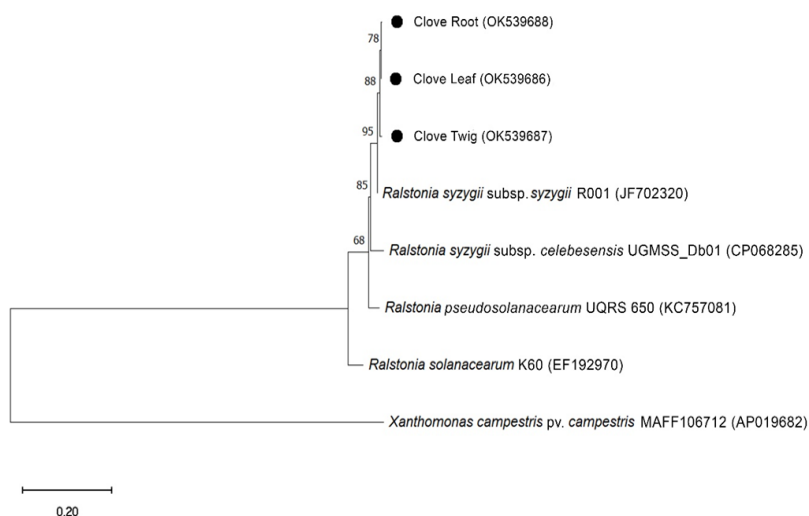 78
Clove Root (OK539688)
88
Clove Leaf (OK539686)
95
Clove Twig (OK539687)
85
Ralstonia syzygii subsp. syzygii R001 (JF702320)
68
Ralstonia syzygii subsp. celebesensis UGMSS_Db01 (CP068285)
Ralstonia pseudosolanacearum UQRS 650 (KC757081)
Ralstonia solanacearum K60 (EF192970)
Xanthomonas campestris pv. campestris MAFF106712 (AP019682)
0.20